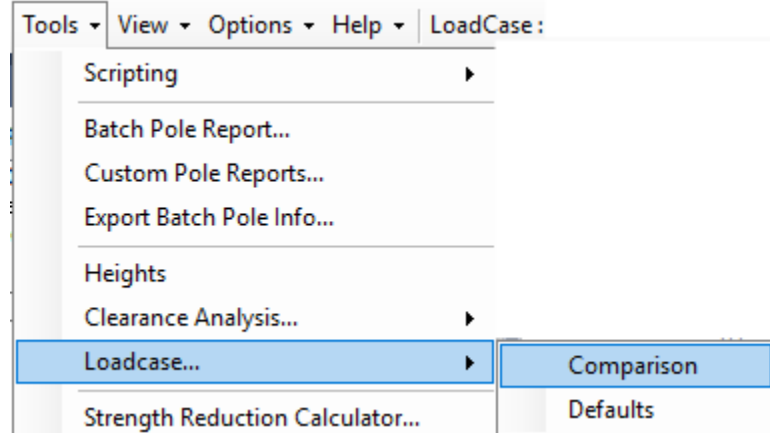 Tools View Options Help LoadCase :
Scripting
Batch Pole Report...
Custom Pole Reports...
Export Batch Pole Info...
Heights
Clearance Analysis...
Loadcase... Comparison
Strength Reduction Calculator... Defaults